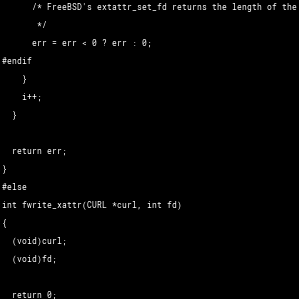 /* FreeBSD's extattr_set_fd returns the length of the
*/
err = err < 0 ? err : 0;
#endif
}
i++;
}
return err;
}
#else
int fwrite_xattr(CURL *curl, int fd)
{
(void)curl;
(void)fd;
return 0;